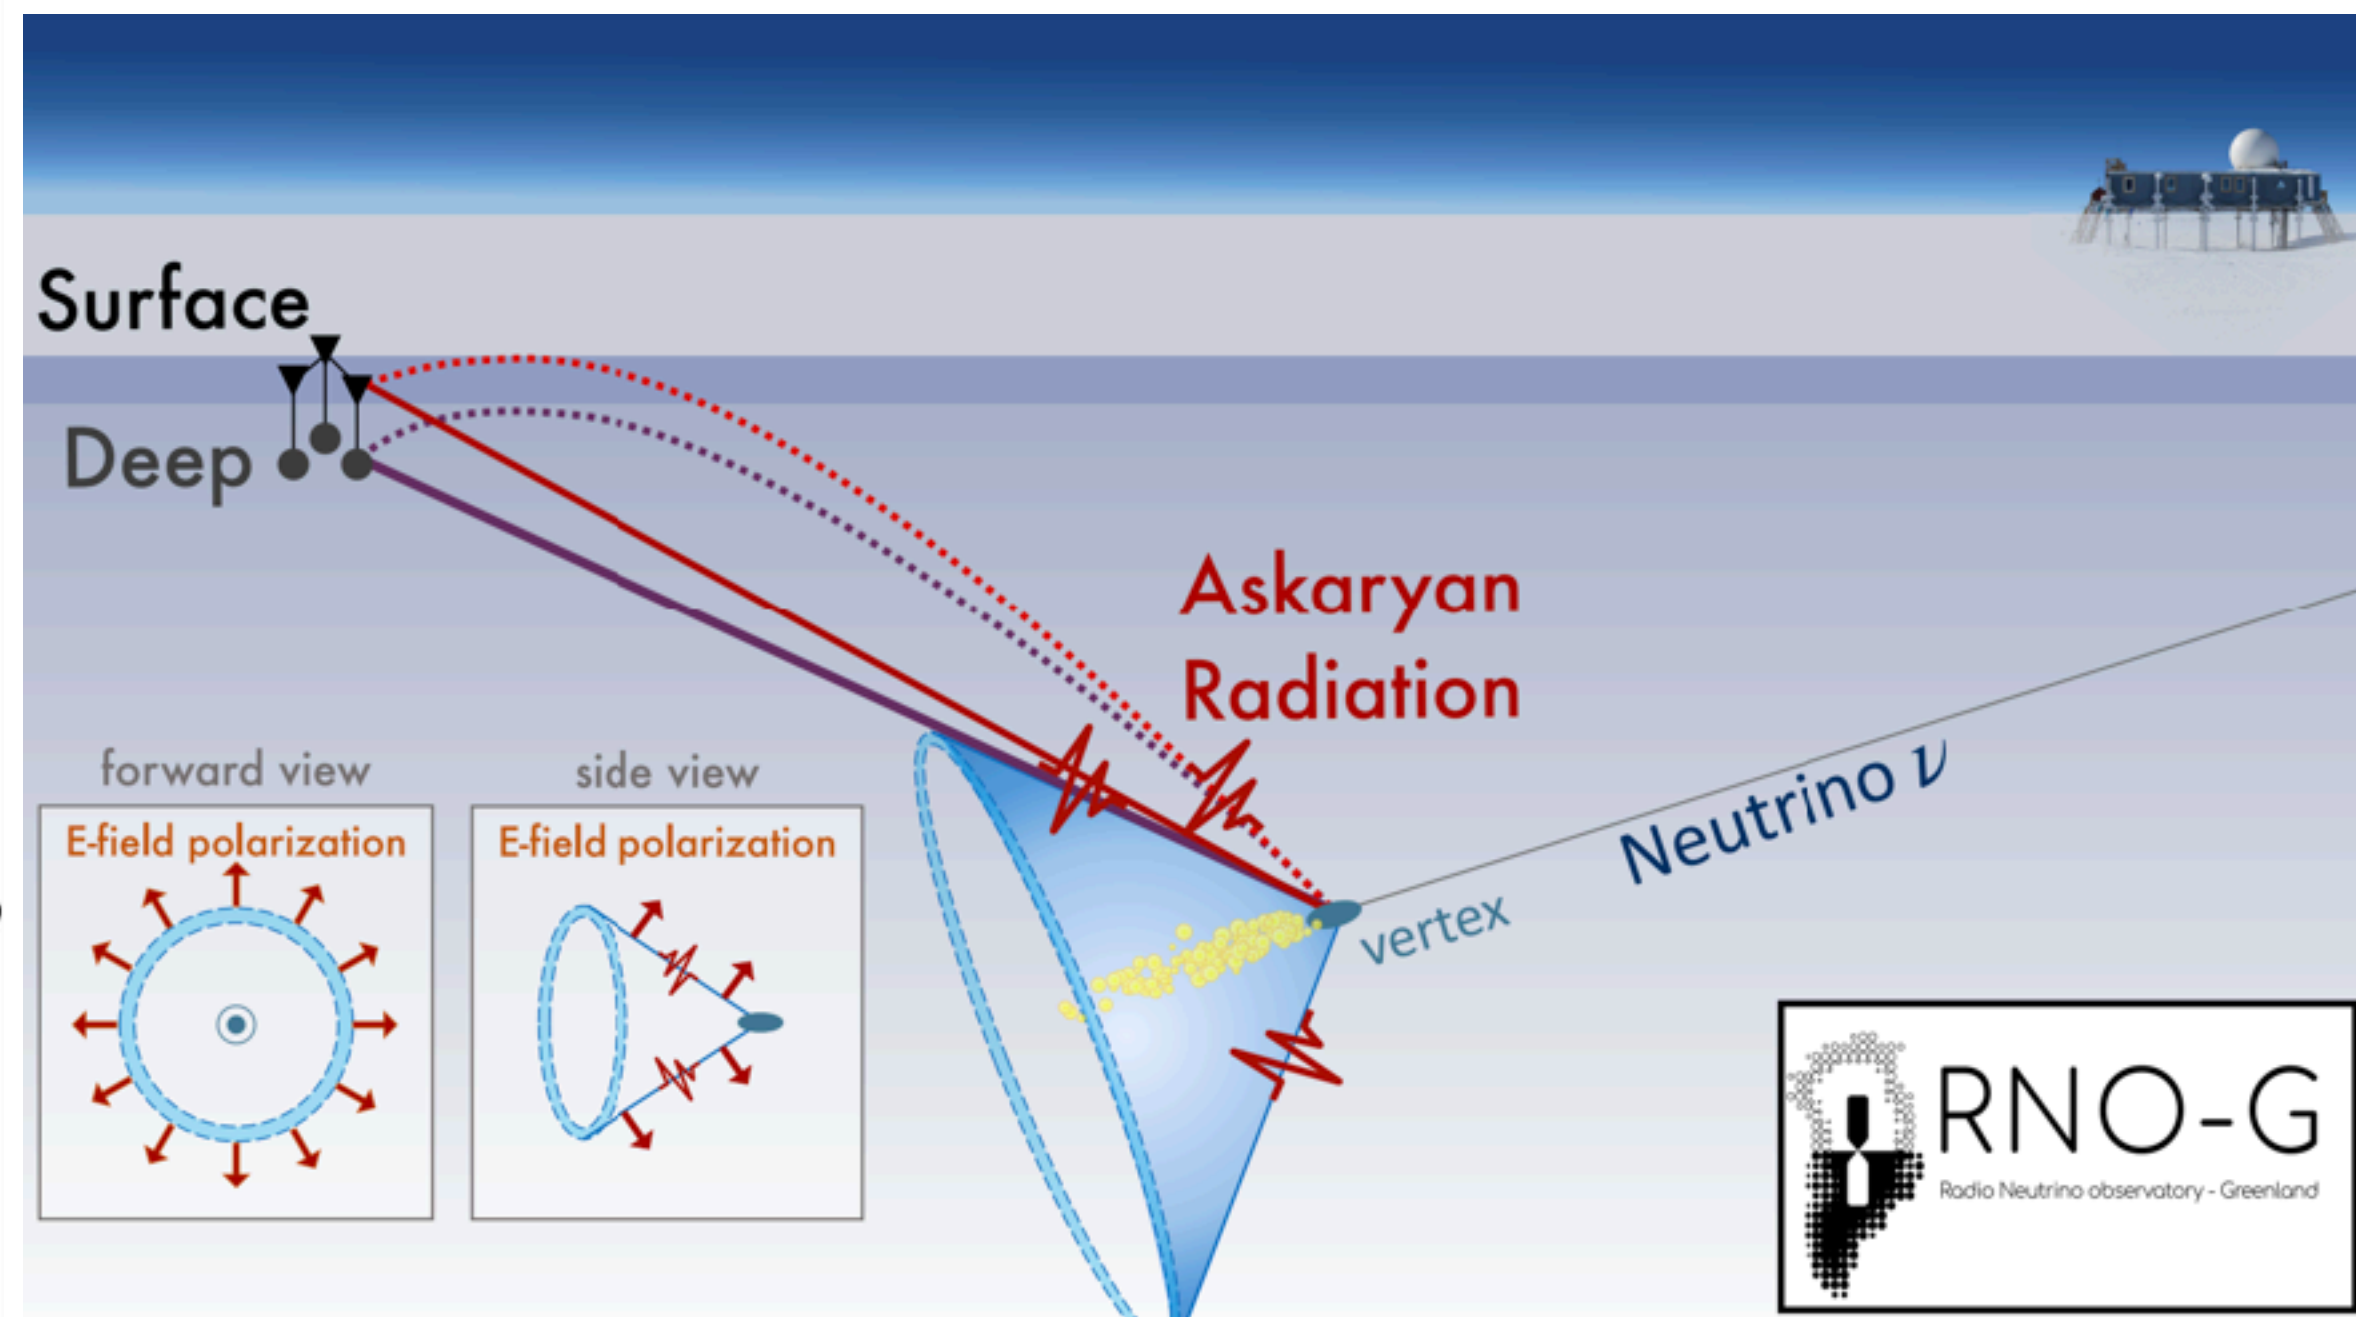 Surface
Deep
Askaryan
Radiation
Neutrino ν
vertex
forward view
E-field polarization
side view
E-field polarization
RNO-G
Radio Neutrino observatory - Greenland